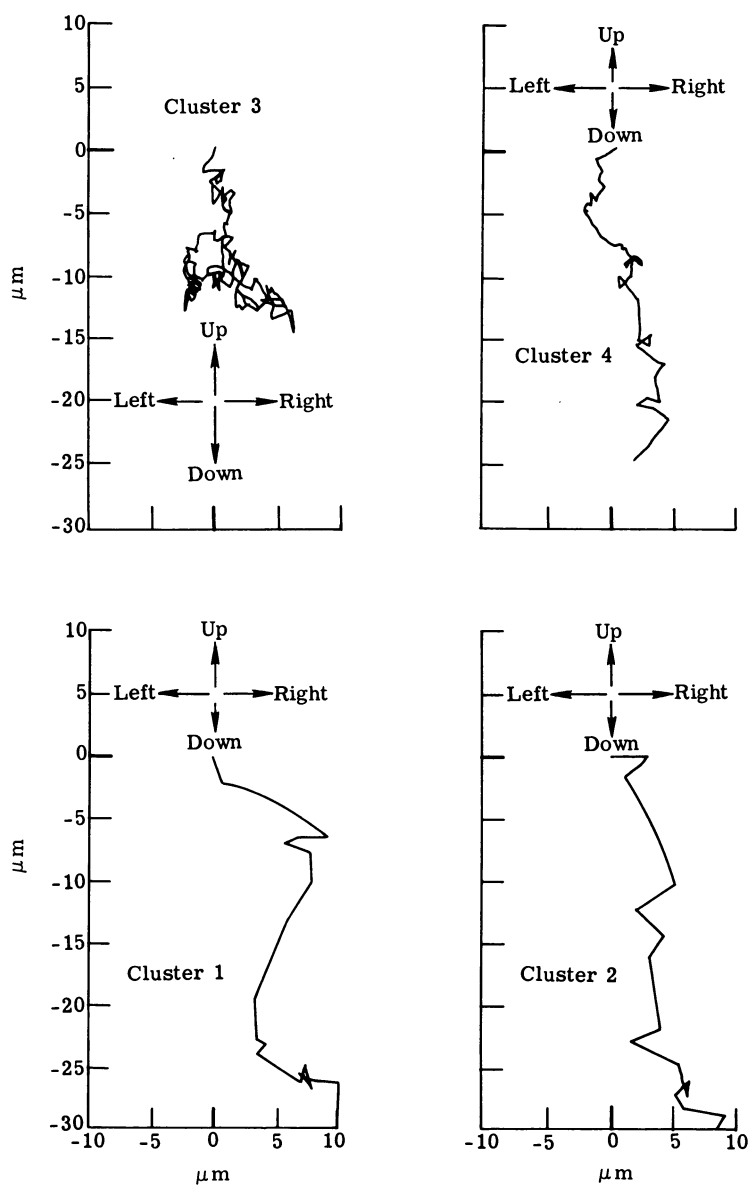 10
5
Cluster 3
0
-5
-10
μm
Up
-15
-20
Left
Right
-25
Down
-30
Up
Left
Right
Down
Cluster 4
10
Up
5
Left
Right
Down
0
-5
μm
-10
-15
Cluster 1
-20
-25
-30
-10
-5
0
5
10
μm
Up
Left
Right
Down
Cluster 2
-10
-5
0
5
10
μm